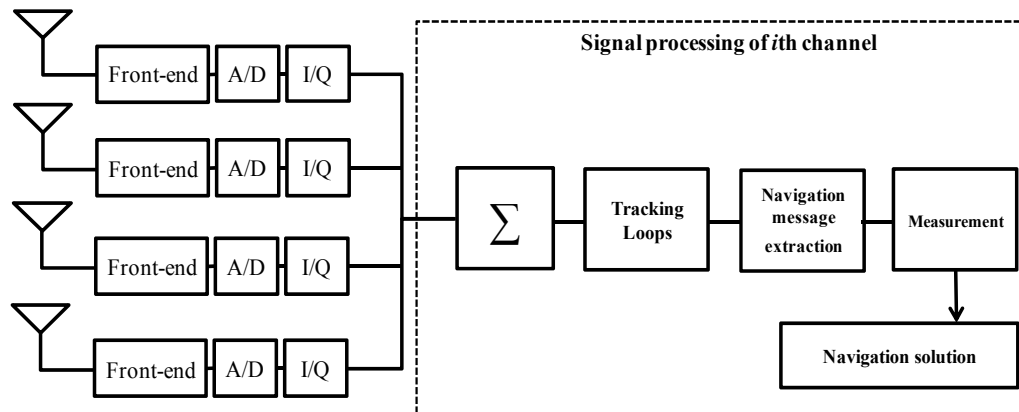 Signal processing of ith channel
Front-end A/D I/Q
Front-end A/D I/Q
Front-end A/D I/Q
Front-end A/D I/Q
∑
Tracking
Loops
Navigation
message
extraction
Measurement
Navigation solution